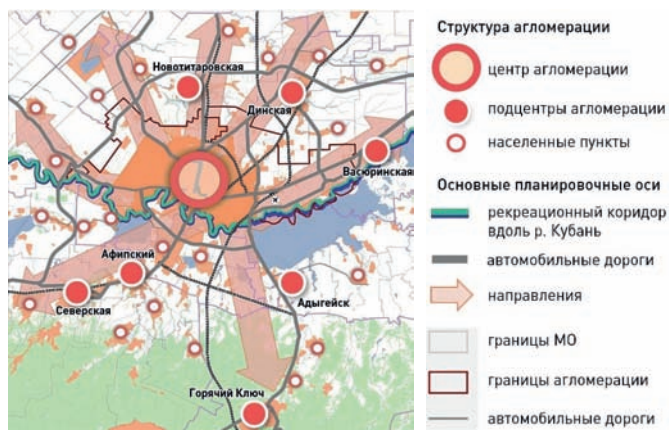 Новотитаровская
Динская
Васюринская
Афипский
Северская
Адыгейск
Горячий Ключ
Структура агломерации
центр агломерации
подцентры агломерации
населенные пункты
Основные планировочные оси
рекреационный коридор
вдоль р. Кубань
автомобильные дороги
направления
границы МО
границы агломерации
автомобильные дороги